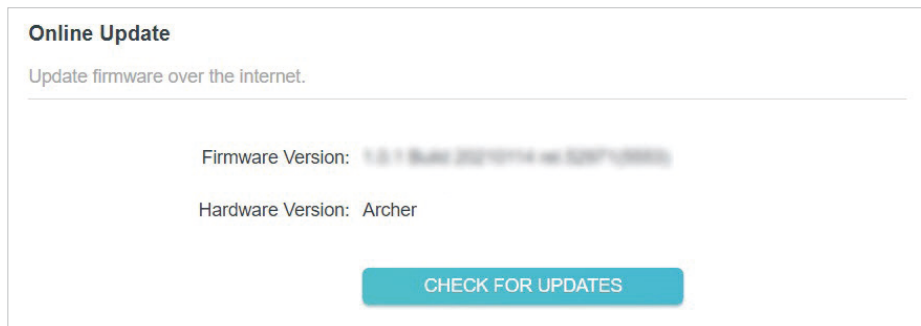 Online Update
Update firmware over the internet.
Firmware Version:
Hardware Version: Archer
CHECK FOR UPDATES